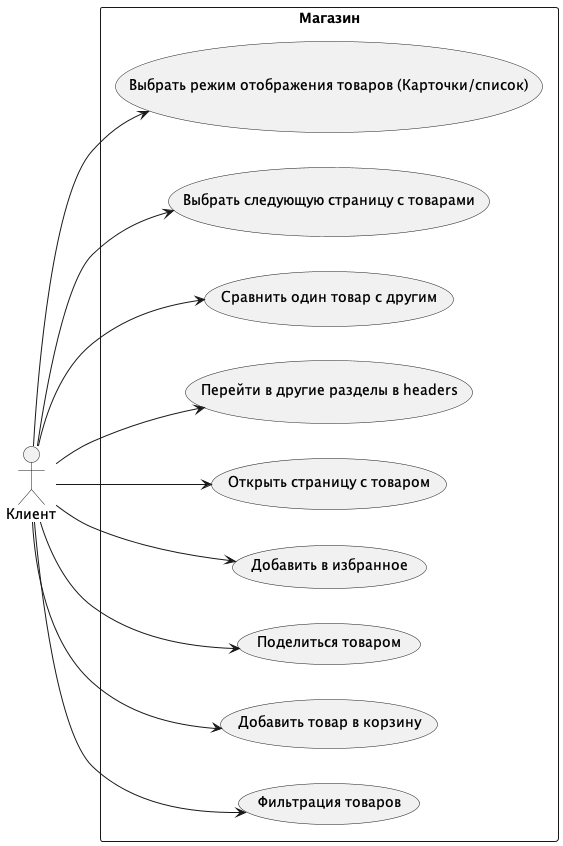 Магазин
Выбрать режим отображения товаров (Карточки/список)
Выбрать следующую страницу с товарами
Сравнить один товар с другим
Перейти в другие разделы в headers
Открыть страницу с товаром
Клиент
Добавить в избранное
Поделиться товаром
Добавить товар в корзину
Фильтрация товаров